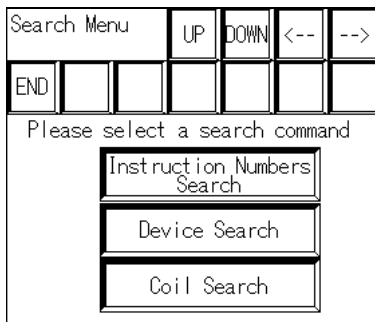 Search Menu UP DOWN <-- -->
END
Please select a search command
Instruction Numbers
Search
Device Search
Coil Search